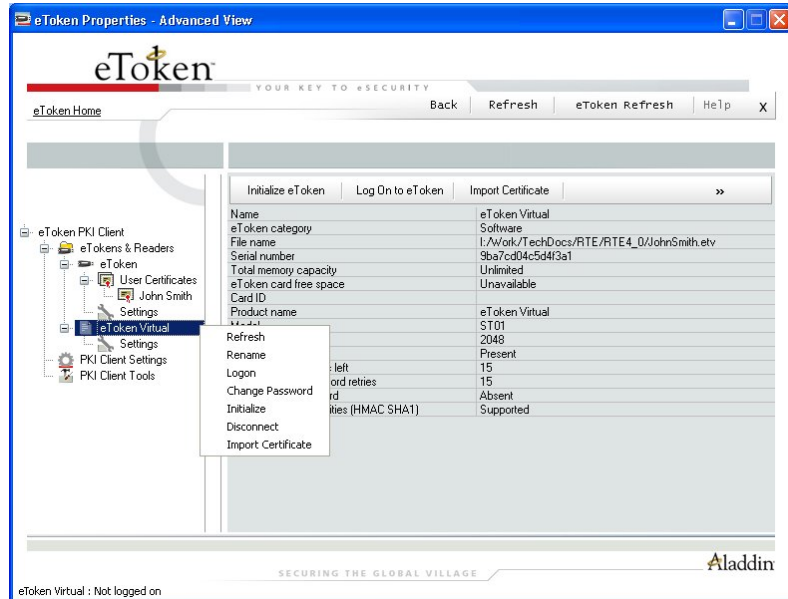 eToken Properties - Advanced View
eToken
YOUR KEY TO eSECURITY
eToken Home
Back
Refresh
eToken Refresh
Help
X
Initialize eToken
Log On to eToken
Import Certificate
»
eToken PKI Client
eTokens & Readers
eToken
User Certificates
John Smith
Settings
eToken Virtual
Settings
PKI Client Settings
PKI Client Tools
Refresh
Rename
Logon
Change Password
Initialize
Disconnect
Import Certificate
Name eToken Virtual
eToken category Software
File name I:/Work/TechDocs/RTE/RTE4_0/JohnSmith.etv
Serial number 9ba7cd04c5d4f3a1
Total memory capacity Unlimited
eToken card free space Unavailable
Card ID
Product name eToken Virtual
Model ST01
2048
Present
left 15
ord retries 15
rd Absent
ities (HMAC SHA1) Supported
SECURING THE GLOBAL VILLAGE
Aladdin
eToken Virtual : Not logged on